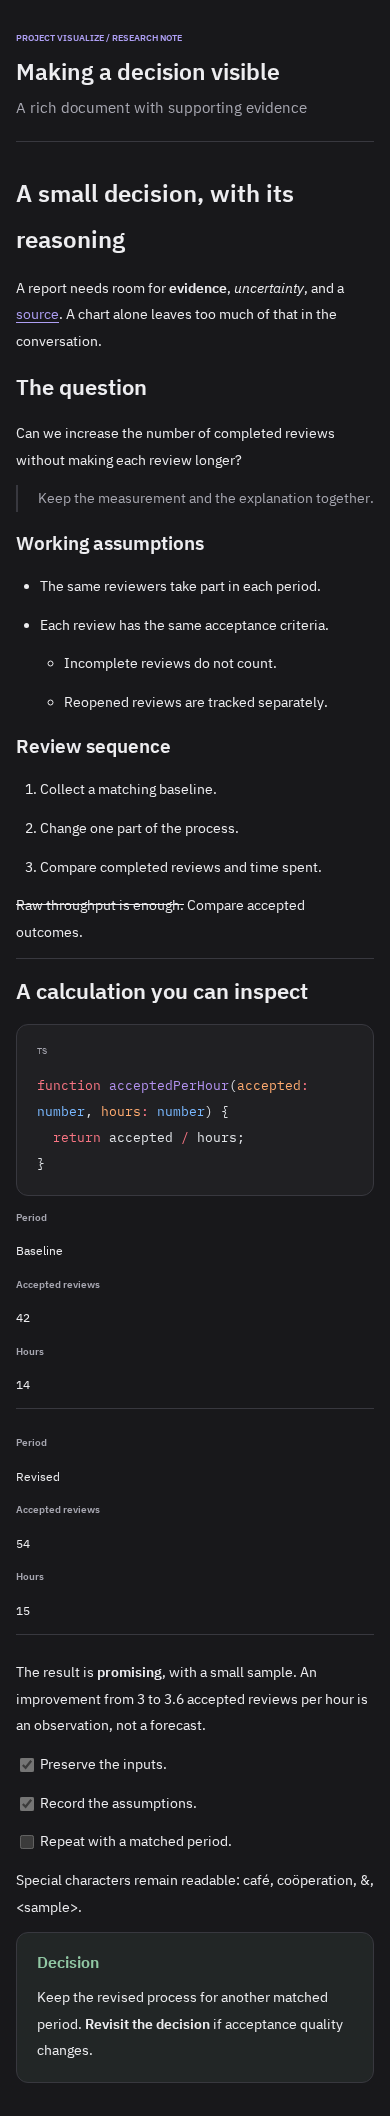 PROJECT VISUALIZE / RESEARCH NOTE
Making a decision visible
A rich document with supporting evidence
A small decision, with its
reasoning
A report needs room for evidence, uncertainty, and a
source. A chart alone leaves too much of that in the
conversation.
The question
Can we increase the number of completed reviews
without making each review longer?
Keep the measurement and the explanation together.
Working assumptions
• The same reviewers take part in each period.
• Each review has the same acceptance criteria.
◦ Incomplete reviews do not count.
◦ Reopened reviews are tracked separately.
Review sequence
1. Collect a matching baseline.
2. Change one part of the process.
3. Compare completed reviews and time spent.
Raw throughput is enough. Compare accepted
outcomes.
A calculation you can inspect
TS
function acceptedPerHour(accepted:
number, hours: number) {
  return accepted / hours;
}
Period
Baseline
Accepted reviews
42
Hours
14
Period
Revised
Accepted reviews
54
Hours
15
The result is promising, with a small sample. An
improvement from 3 to 3.6 accepted reviews per hour is
an observation, not a forecast.
Preserve the inputs.
Record the assumptions.
Repeat with a matched period.
Special characters remain readable: café, coöperation, &,
<sample>.
Decision
Keep the revised process for another matched
period. Revisit the decision if acceptance quality
changes.